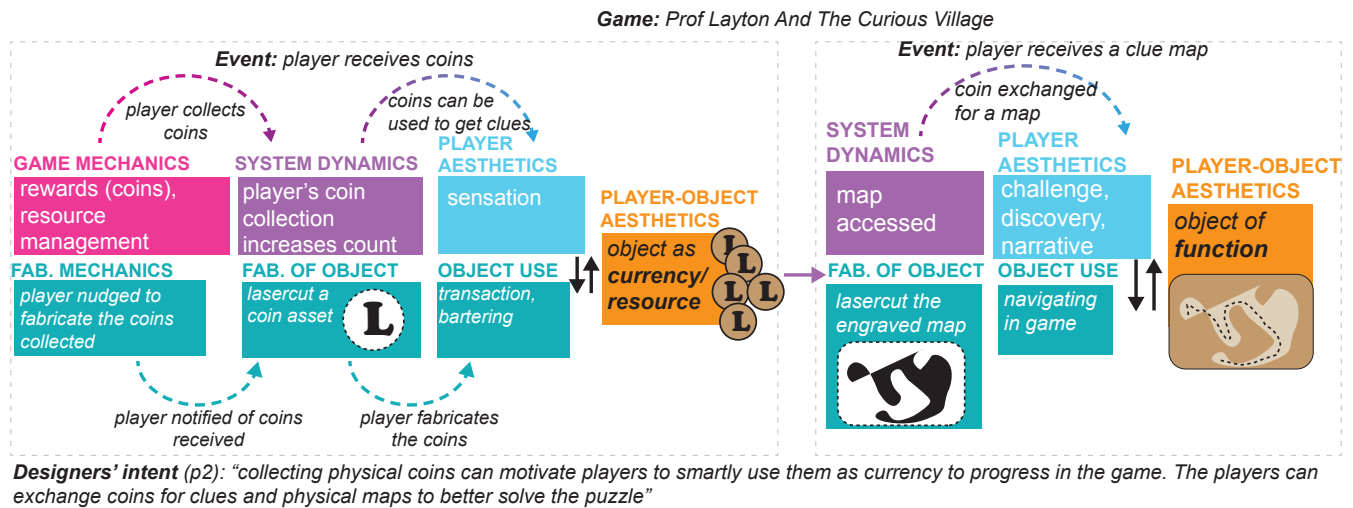 Game: Prof Layton And The Curious Village
Event: player receives coins
player collects
coins
coins can be
used to get clues
GAME MECHANICS
rewards (coins),
resource
management
SYSTEM DYNAMICS
player's coin
collection
increases count
PLAYER
AESTHETICS
sensation
PLAYER-OBJECT
AESTHETICS
object as
currency/
resource
L
L
L
L
L
FAB. MECHANICS
player nudged to
fabricate the coins
collected
FAB. OF OBJECT
lasercut a
coin asset
L
OBJECT USE
transaction,
bartering
player notified of coins
received
player fabricates
the coins
Event: player receives a clue map
coin exchanged
for a map
SYSTEM
DYNAMICS
map
accessed
PLAYER
AESTHETICS
challenge,
discovery,
narrative
PLAYER-OBJECT
AESTHETICS
object of
function
FAB. OF OBJECT
lasercut the
engraved map
OBJECT USE
navigating
in game
Designers' intent (p2): “collecting physical coins can motivate players to smartly use them as currency to progress in the game. The players can
exchange coins for clues and physical maps to better solve the puzzle”